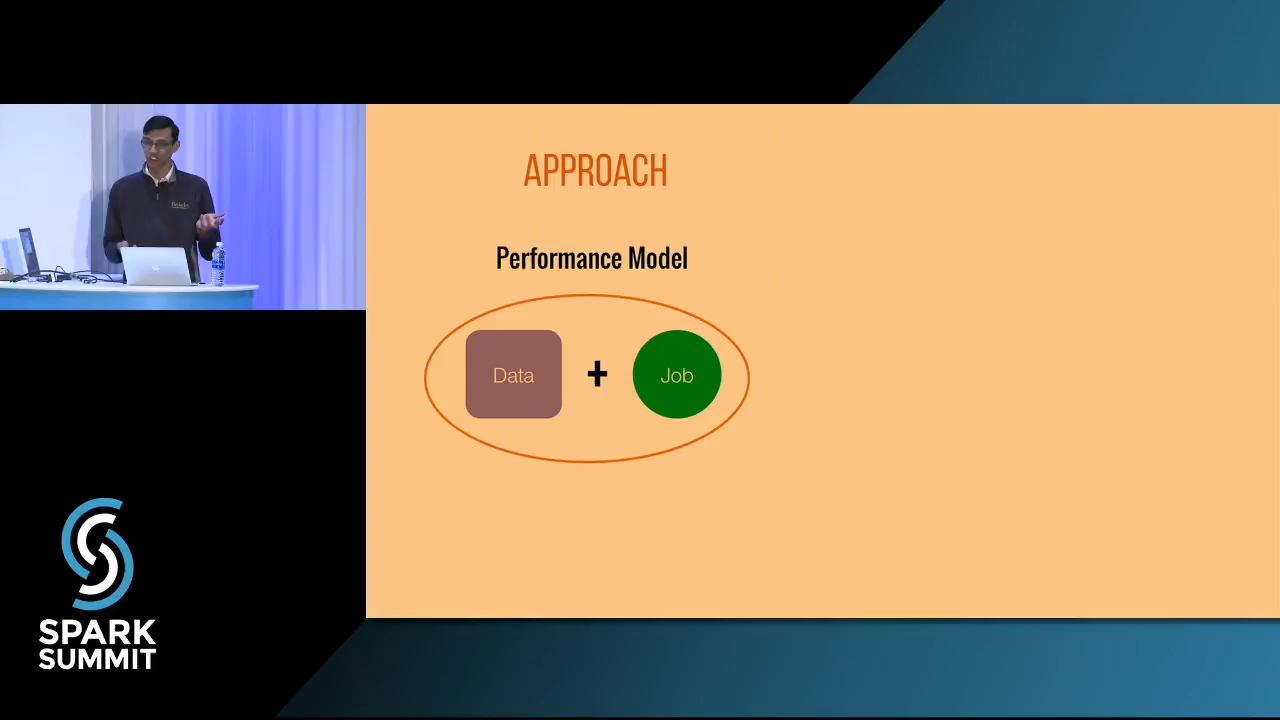 APPROACH
Performance Model
Data + Job
SPARK
SUMMIT